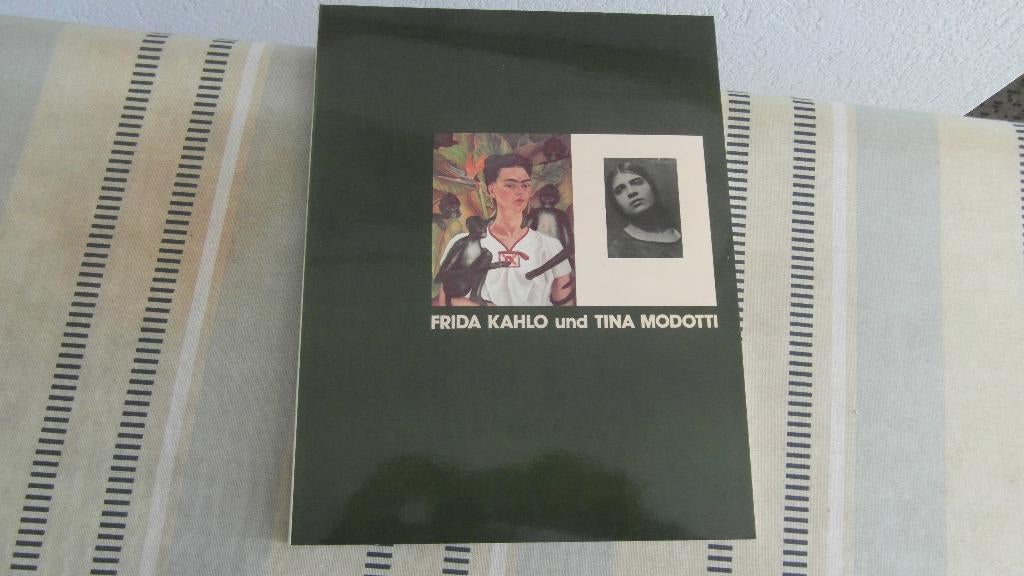 FRIDA KAHLO und TINA MODOTTI